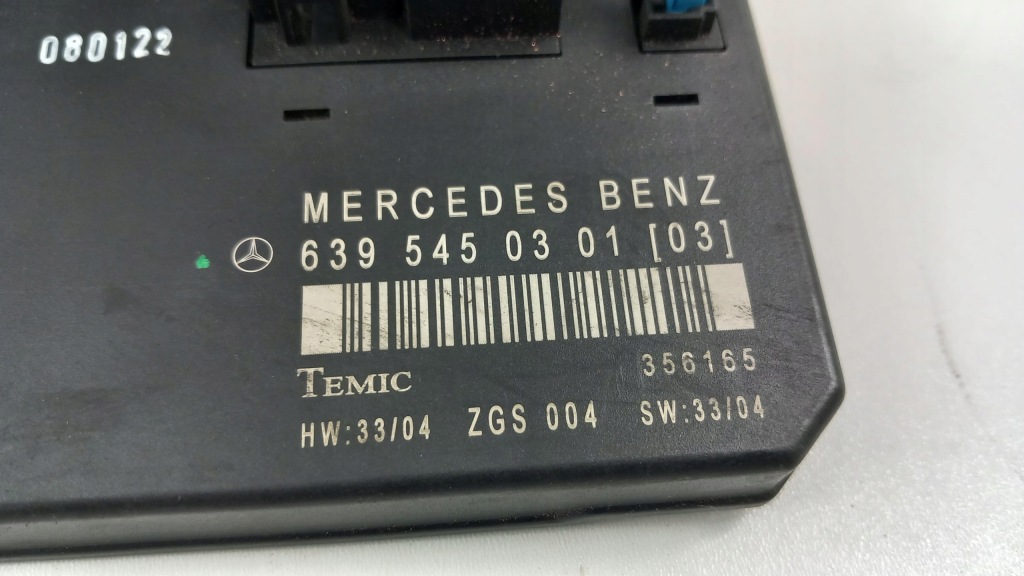 080122
MERCEDES BENZ
639 545 03 01 [03]
TEMIC 356165
HW:33/04 ZGS 004 SW:33/04